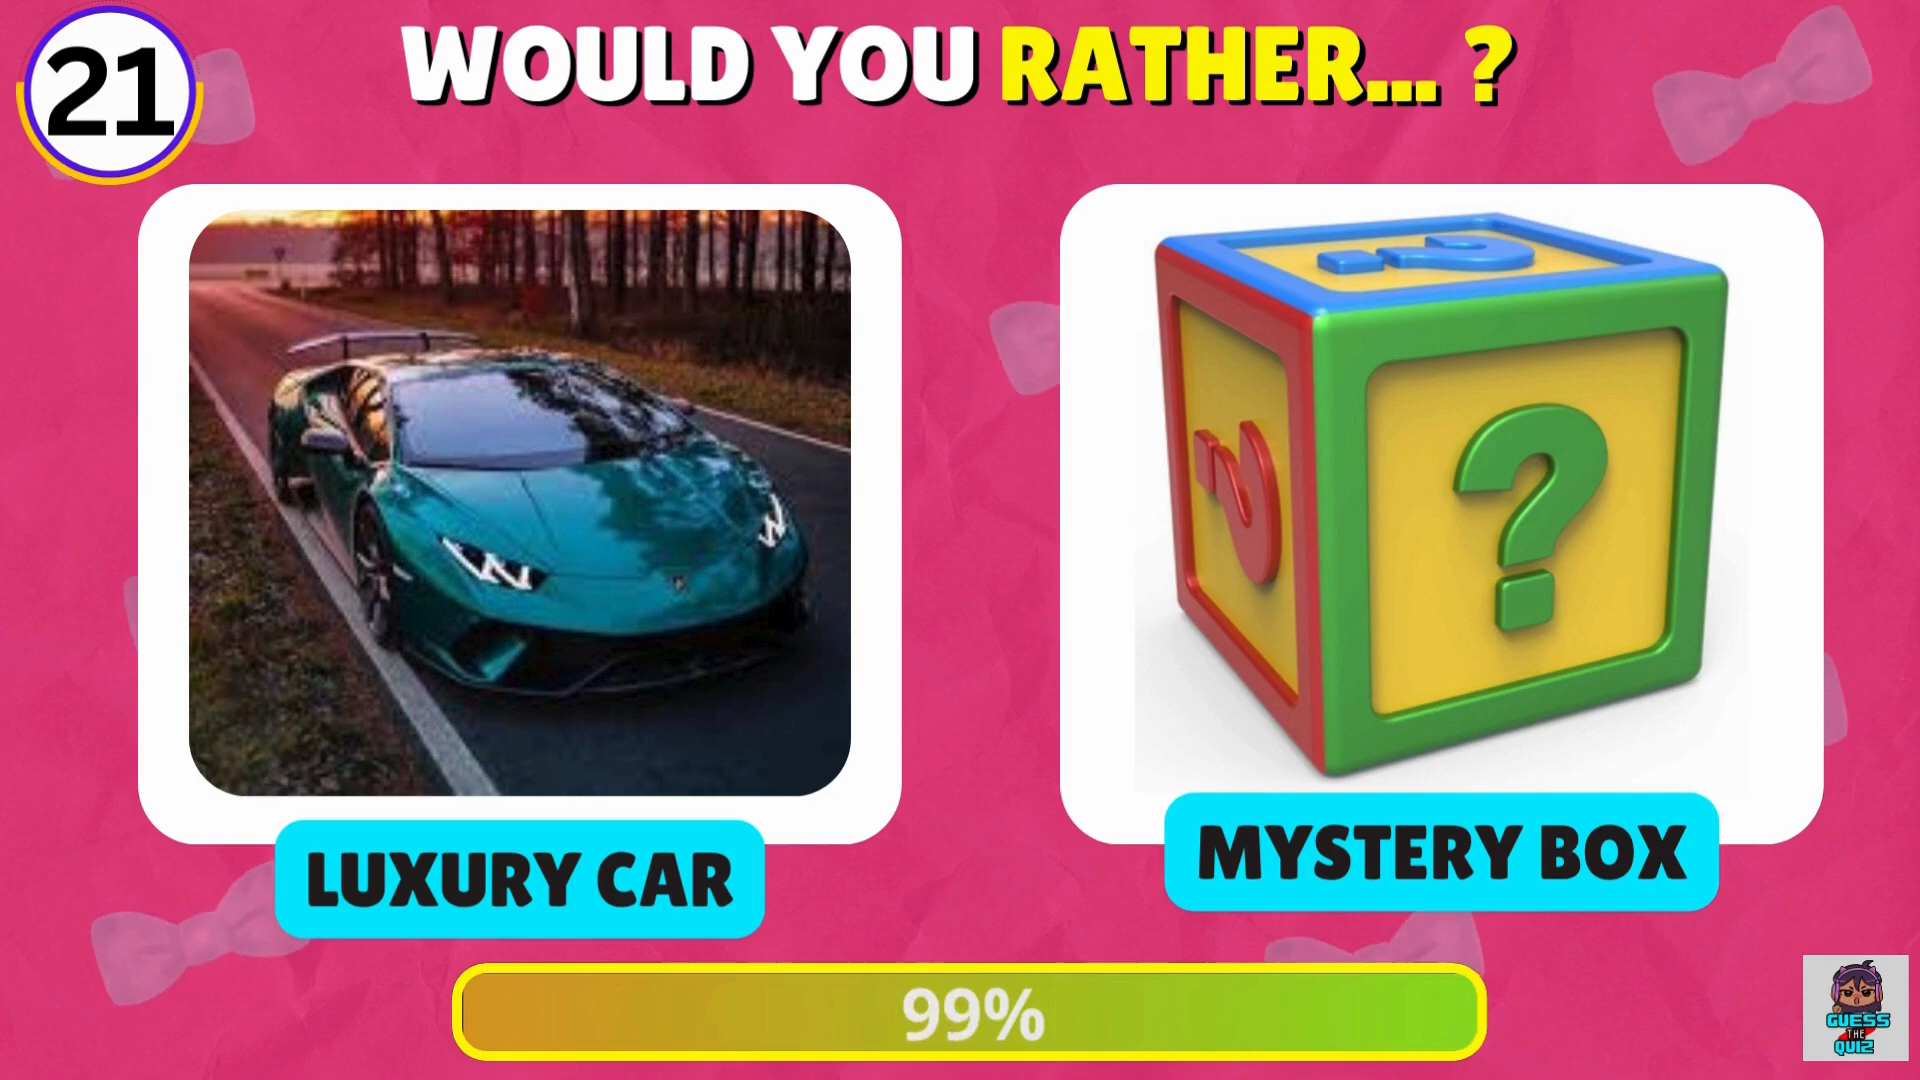 21
WOULD YOU RATHER... ?
?
?
?
LUXURY CAR
MYSTERY BOX
99%
GUESS
THE
QUIZ